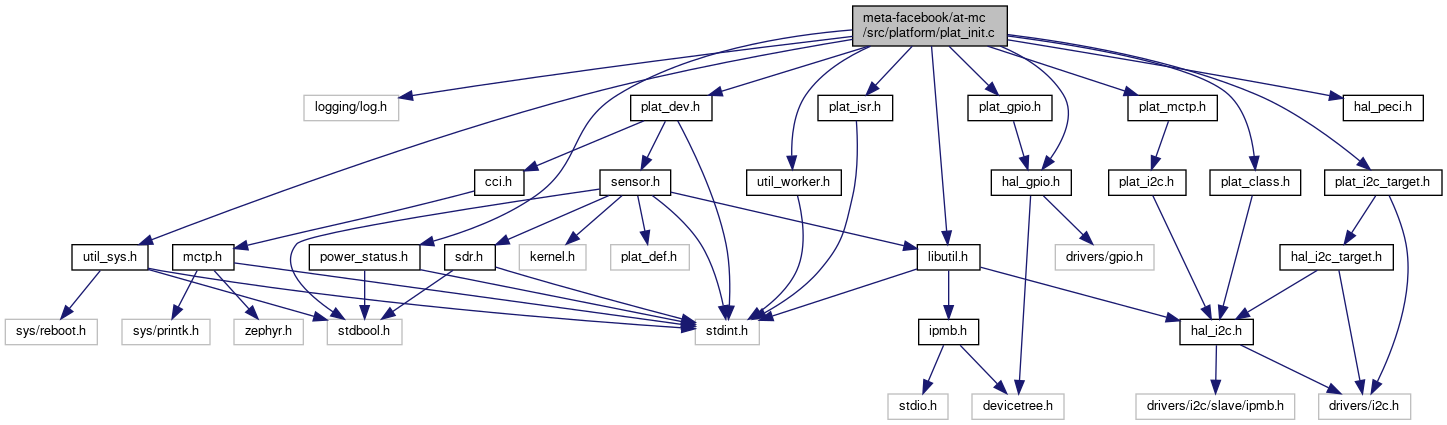 meta-facebook/at-mc
/src/platform/plat_init.c
logging/log.h
plat_dev.h
plat_isr.h
plat_gpio.h
plat_mctp.h
hal_peci.h
cci.h
sensor.h
util_worker.h
hal_gpio.h
plat_i2c.h
plat_class.h
plat_i2c_target.h
util_sys.h
mctp.h
power_status.h
sdr.h
kernel.h
plat_def.h
libutil.h
drivers/gpio.h
hal_i2c_target.h
sys/reboot.h
sys/printk.h
zephyr.h
stdbool.h
stdint.h
ipmb.h
hal_i2c.h
stdio.h
devicetree.h
drivers/i2c/slave/ipmb.h
drivers/i2c.h